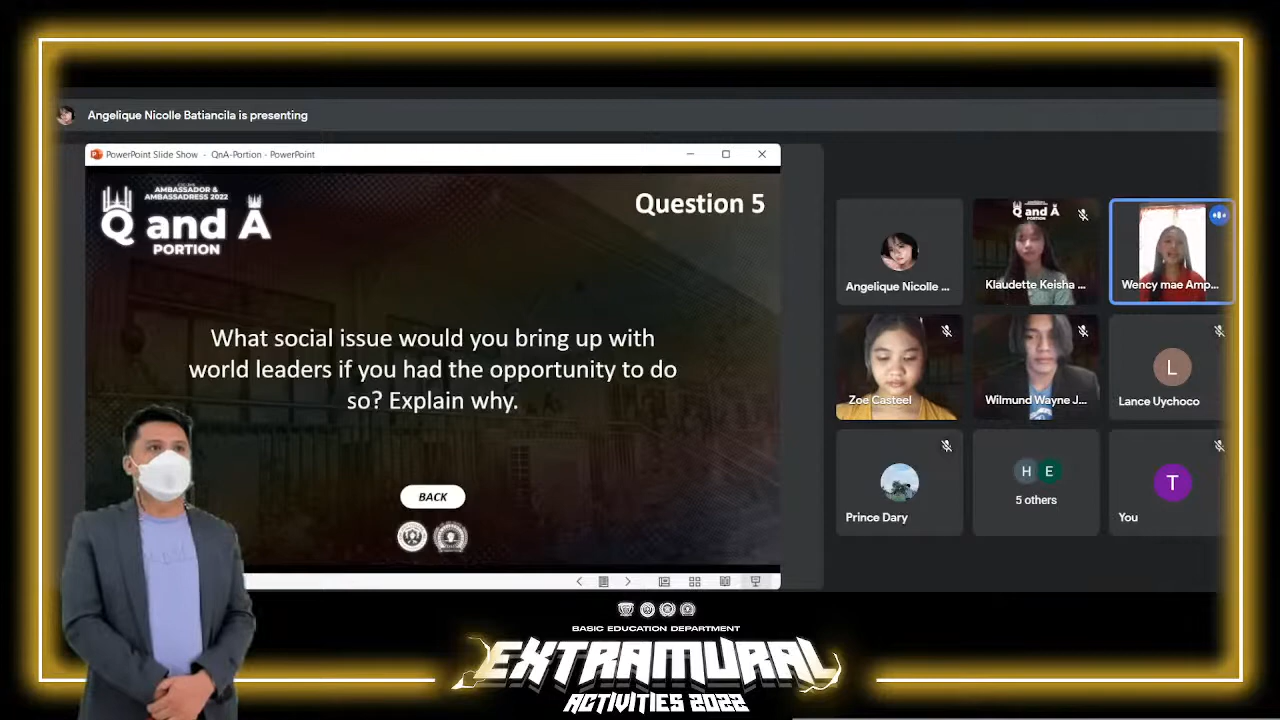 Angelique Nicolle Batiancila is presenting
PowerPoint Slide Show - QnA-Portion - PowerPoint
AMBASSADOR &
AMBASSADRESS 2022
Q and A
PORTION
Question 5
What social issue would you bring up with
world leaders if you had the opportunity to do
so? Explain why.
BACK
Angelique Nicolle ...
Q and A
PORTION
Klaudette Keisha ...
Wency mae Amp...
Zoe Casteel
Wilmund Wayne J...
L
Lance Uychoco
Prince Dary
H E
5 others
T
You
BASIC EDUCATION DEPARTMENT
EXTRAMURAL
ACTIVITIES 2022